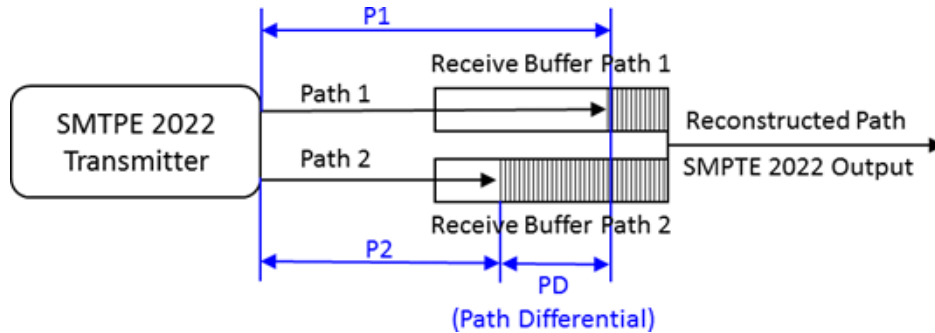 P1
Receive Buffer Path 1
Path 1
SMTPE 2022
Transmitter
Reconstructed Path
Path 2
SMPTE 2022 Output
Receive Buffer Path 2
P2
PD
(Path Differential)